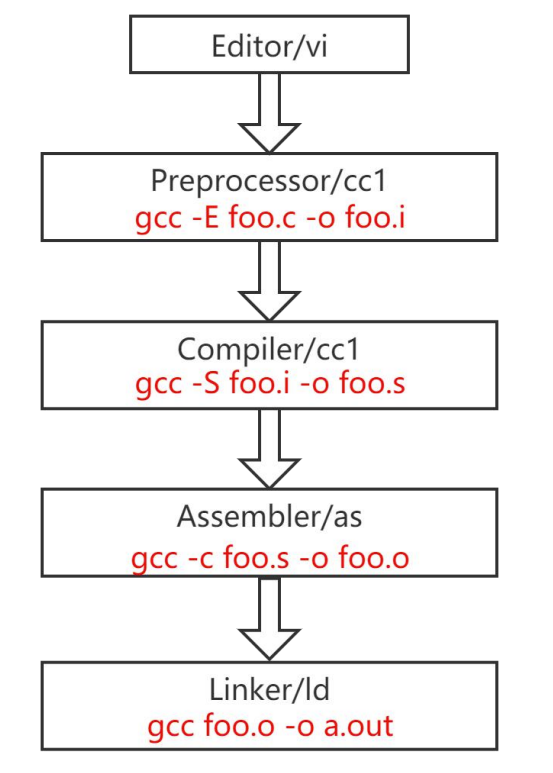 Editor/vi
Preprocessor/cc1
gcc -E foo.c -o foo.i
Compiler/cc1
gcc -S foo.i -o foo.s
Assembler/as
gcc -c foo.s -o foo.o
Linker/ld
gcc foo.o -o a.out